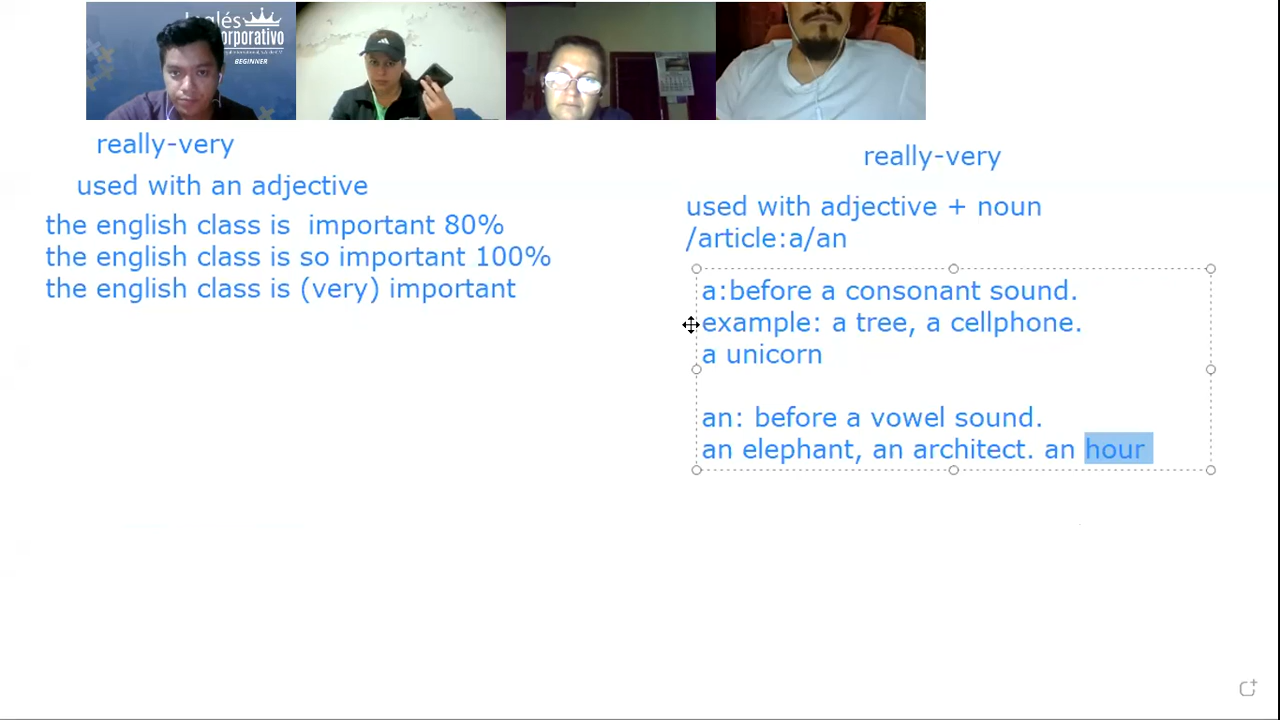 Inglés
Corporativo
BEGINNER
really-very
used with an adjective
the english class is  important 80%
the english class is so important 100%
the english class is (very) important
really-very
used with adjective + noun
/article:a/an
a:before a consonant sound.
example: a tree, a cellphone.
a unicorn
an: before a vowel sound.
an elephant, an architect. an hour